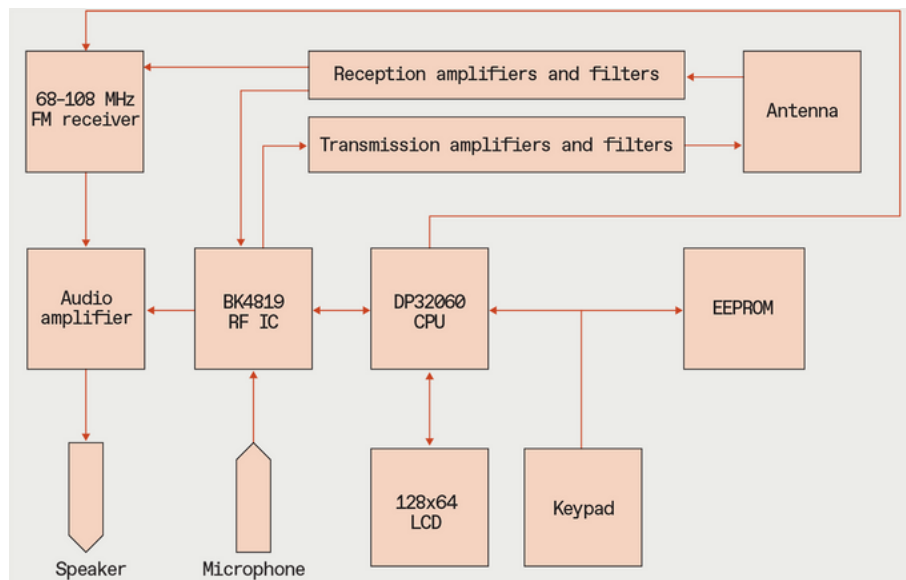 68–108 MHz
FM receiver
Reception amplifiers and filters
Antenna
Transmission amplifiers and filters
Audio
amplifier
BK4819
RF IC
DP32060
CPU
EEPROM
128x64
LCD
Keypad
Speaker
Microphone